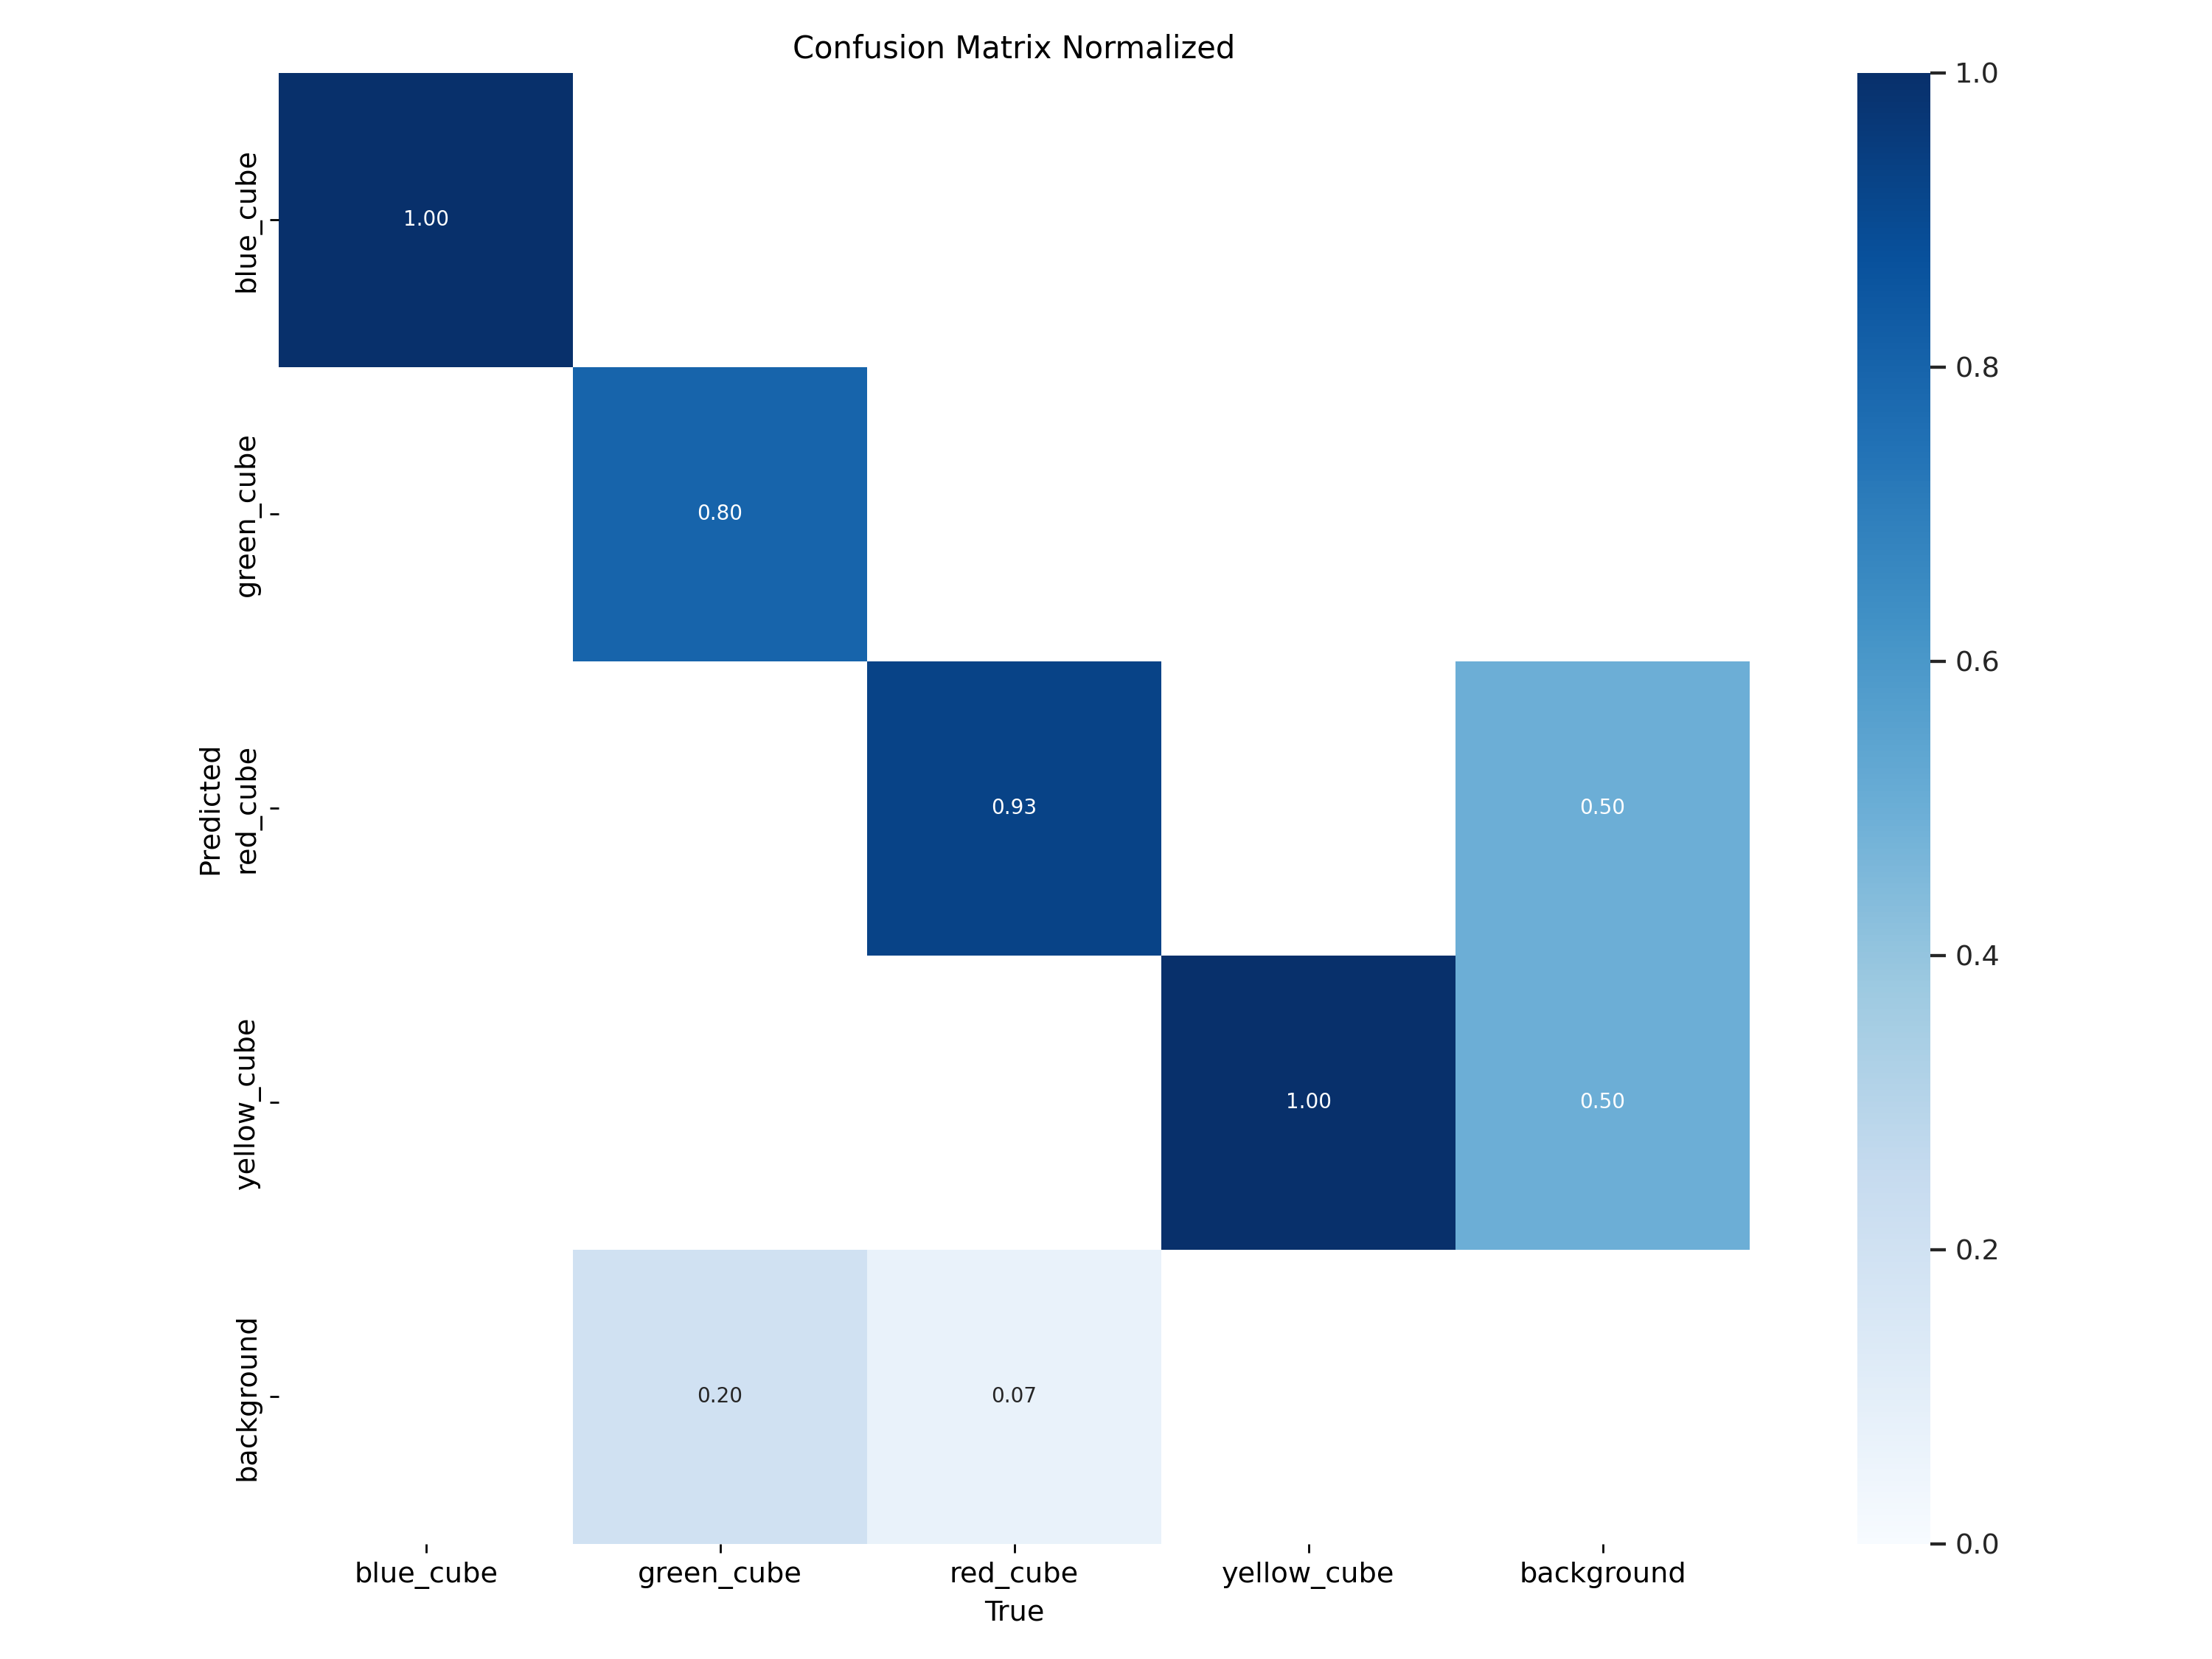 Confusion Matrix Normalized
1.0
blue_cube
1.00
0.8
green_cube
0.80
0.6
Predicted
red_cube
0.93
0.50
0.4
yellow_cube
1.00
0.50
0.2
background
0.20
0.07
0.0
blue_cube
green_cube
red_cube
yellow_cube
background
True